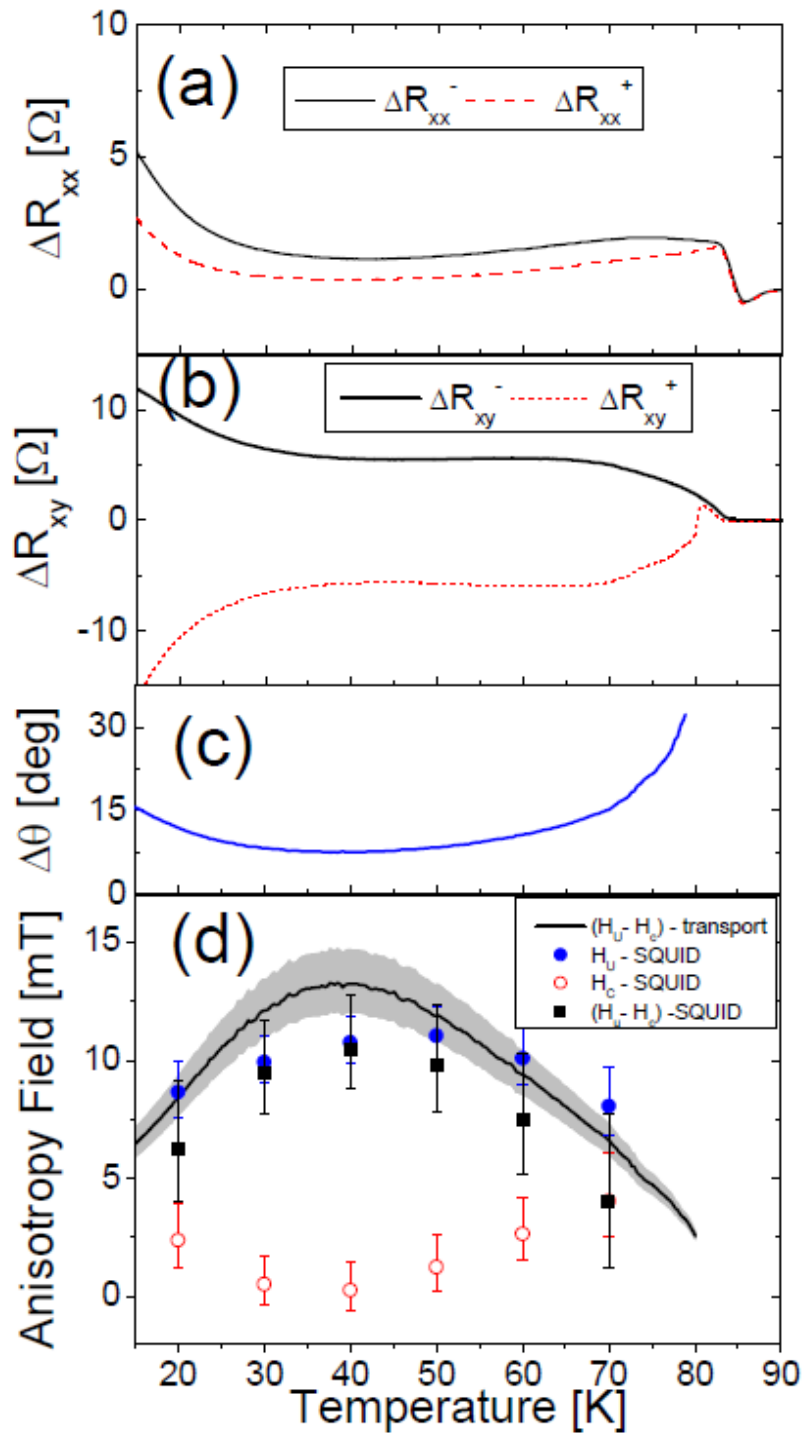 10
5
0
ΔR_xx [Ω]
(a)
ΔR_xx^- ΔR_xx^+
10
0
-10
ΔR_xy [Ω]
(b)
ΔR_xy^- ΔR_xy^+
30
15
0
Δθ [deg]
(c)
15
10
5
0
Anisotropy Field [mT]
(d)
(H_U- H_c) - transport
H_U - SQUID
H_c - SQUID
(H_u- H_c) -SQUID
20 30 40 50 60 70 80 90
Temperature [K]